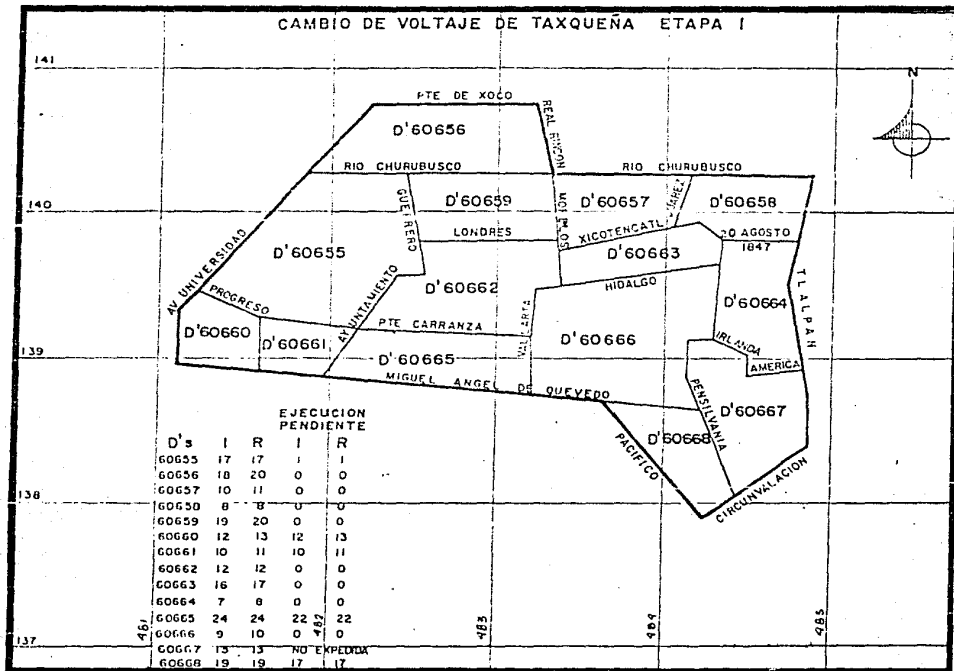 CAMBIO DE VOLTAJE DE TAXQUEÑA ETAPA I
141
N
PTE DE XOCO
REAL RINCON
D'60656
RIO CHURUBUSCO
RIO CHURUBUSCO
GUERRERO
D'60659
D'60657
JUAREZ
D'60658
140
LONDRES
XICOTENCATL
20 AGOSTO
1847
D'60655
D'60663
AV UNIVERSIDAD
AYUNTAMIENTO
D'60662
HIDALGO
D'60664
TLALPAN
PROGRESO
PTE CARRANZA
VALLARTA
D'60660
D'60661
D'60666
IRLANDA
139
D'60665
AMERICA
MIGUEL ANGEL DE QUEVEDO
PENSILVANIA
D'60667
D'60668
PACIFICO
CIRCUNVALACION
EJECUCION
PENDIENTE
D's I R I R
60655 17 17 1 1
60656 18 20 0 0
60657 10 11 0 0
60658 8 8 0 0
60659 19 20 0 0
60660 12 13 12 13
60661 10 11 10 11
60662 12 12 0 0
60663 16 17 0 0
60664 7 8 0 0
60665 24 24 22 22
60666 9 10 0 0
60667 13 13 NO EXPEDIDA
60668 19 19 17 17
138
137
481
482
483
484
485